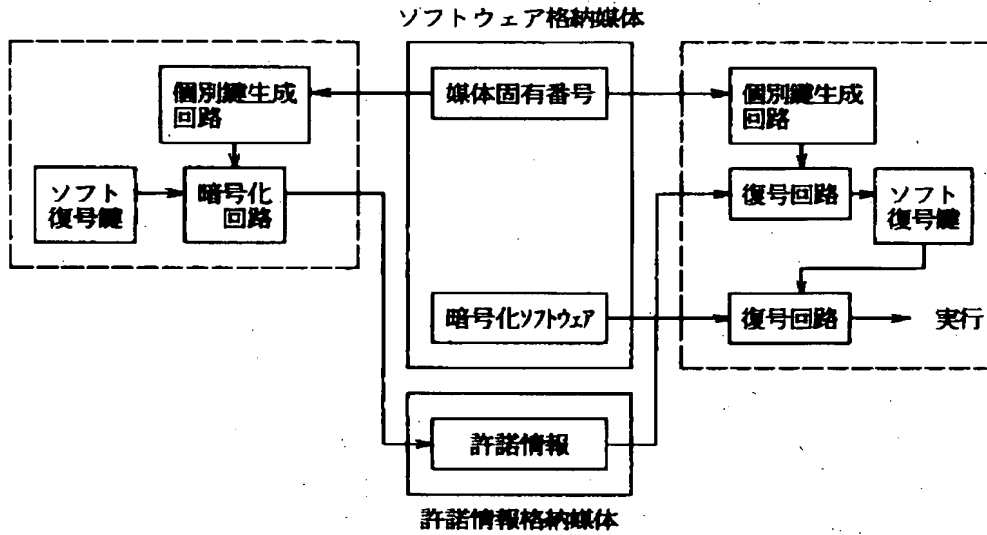 ソフトウェア格納媒体
個別鍵生成
回路
ソフト
復号鍵
暗号化
回路
媒体固有番号
暗号化ソフトウェア
許諾情報
許諾情報格納媒体
個別鍵生成
回路
復号回路
ソフト
復号鍵
復号回路
実行